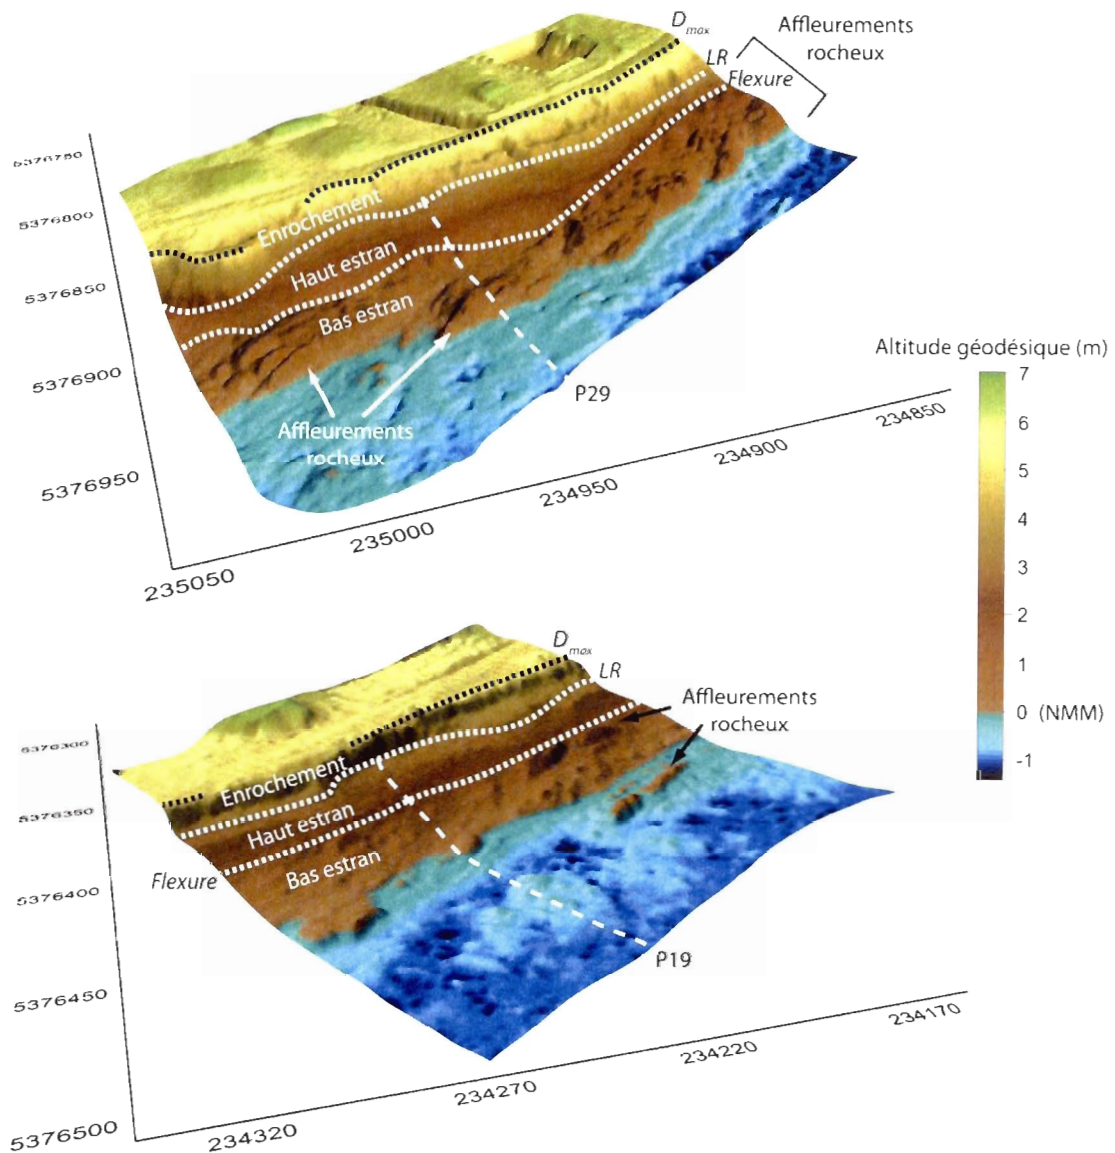 D max
Affleurements
rocheux
LR
Flexure
5376750
5376800
5376850
5376900
5376950
Enrochement
Haut estran
Bas estran
Affleurements
rocheux
P29
235050
235000
234950
234900
234850
Altitude géodésique (m)
7
6
5
4
3
2
1
0 (NMM)
-1
D max
LR
Affleurements
rocheux
5376300
5376350
5376400
5376450
5376500
Enrochement
Haut estran
Flexure
Bas estran
P19
234320
234270
234220
234170